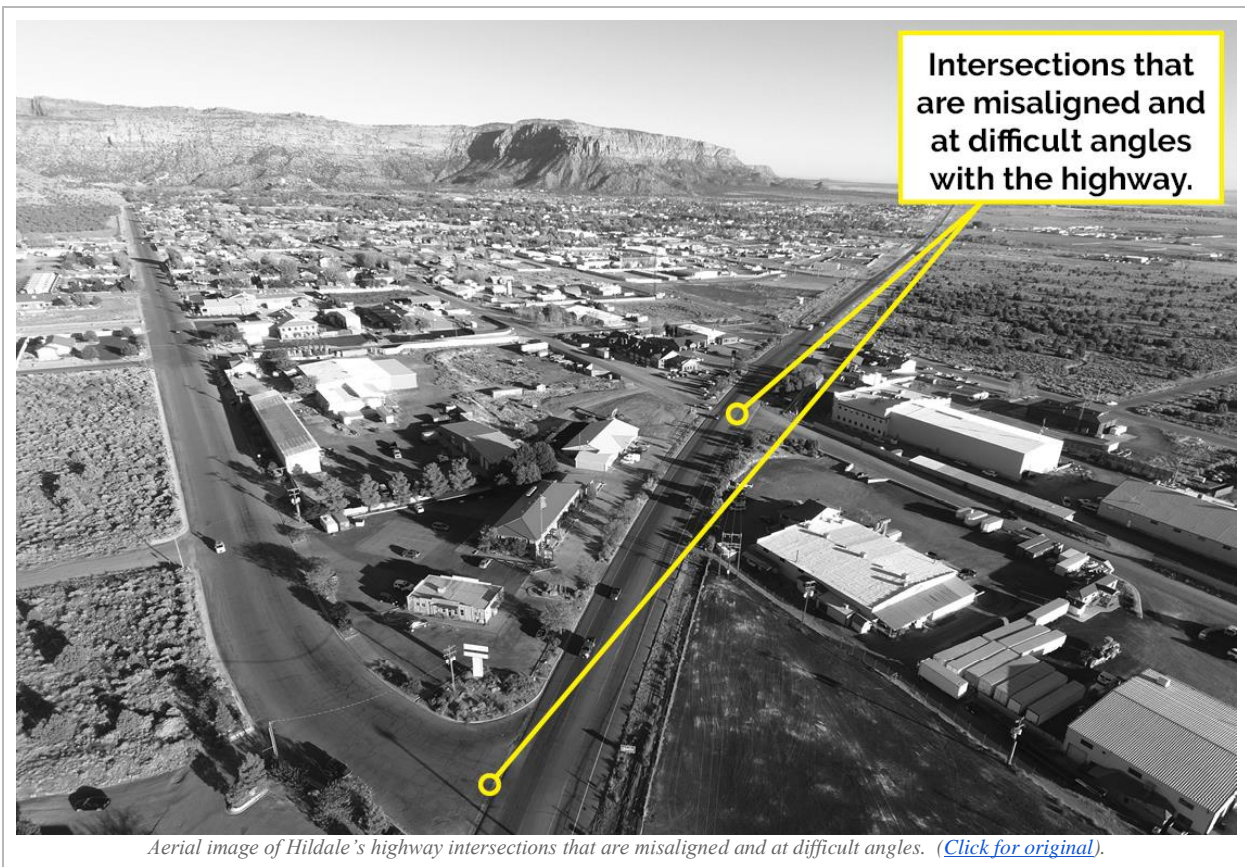 Intersections that
are misaligned and
at difficult angles
with the highway.
Aerial image of Hildale’s highway intersections that are misaligned and at difficult angles.  (Click for original).